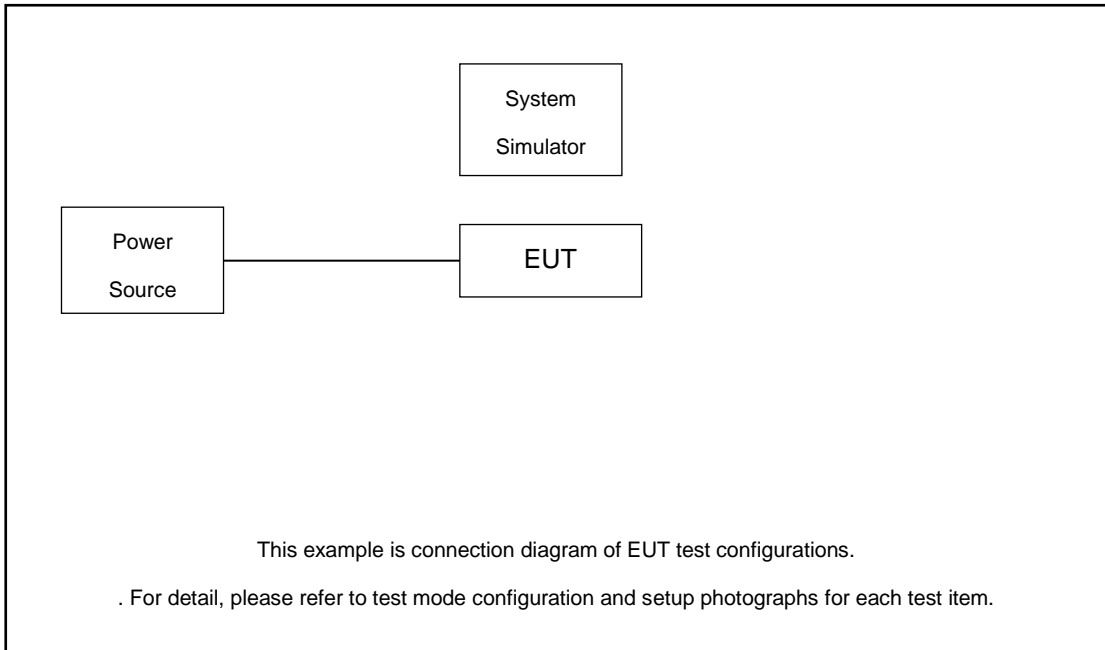 System
Simulator
Power
Source
EUT
This example is connection diagram of EUT test configurations.
. For detail, please refer to test mode configuration and setup photographs for each test item.